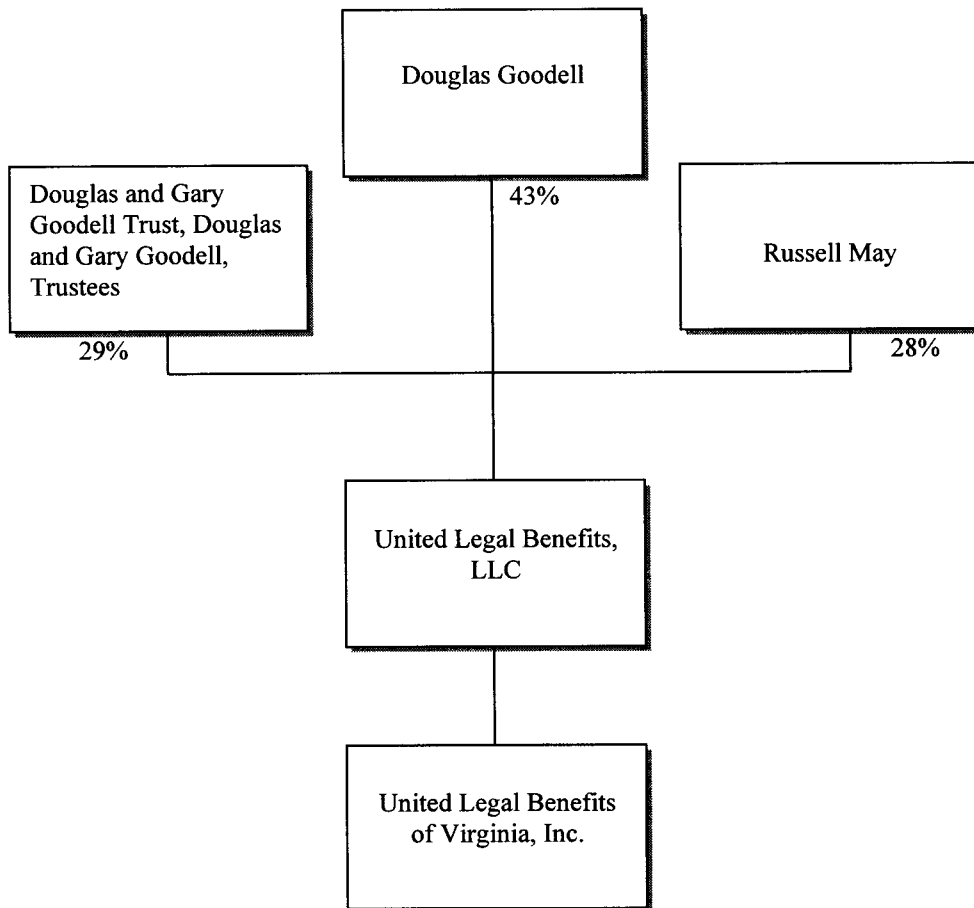 Douglas Goodell
43%
Douglas and Gary
Goodell Trust, Douglas
and Gary Goodell,
Trustees
29%
Russell May
28%
United Legal Benefits,
LLC
United Legal Benefits
of Virginia, Inc.